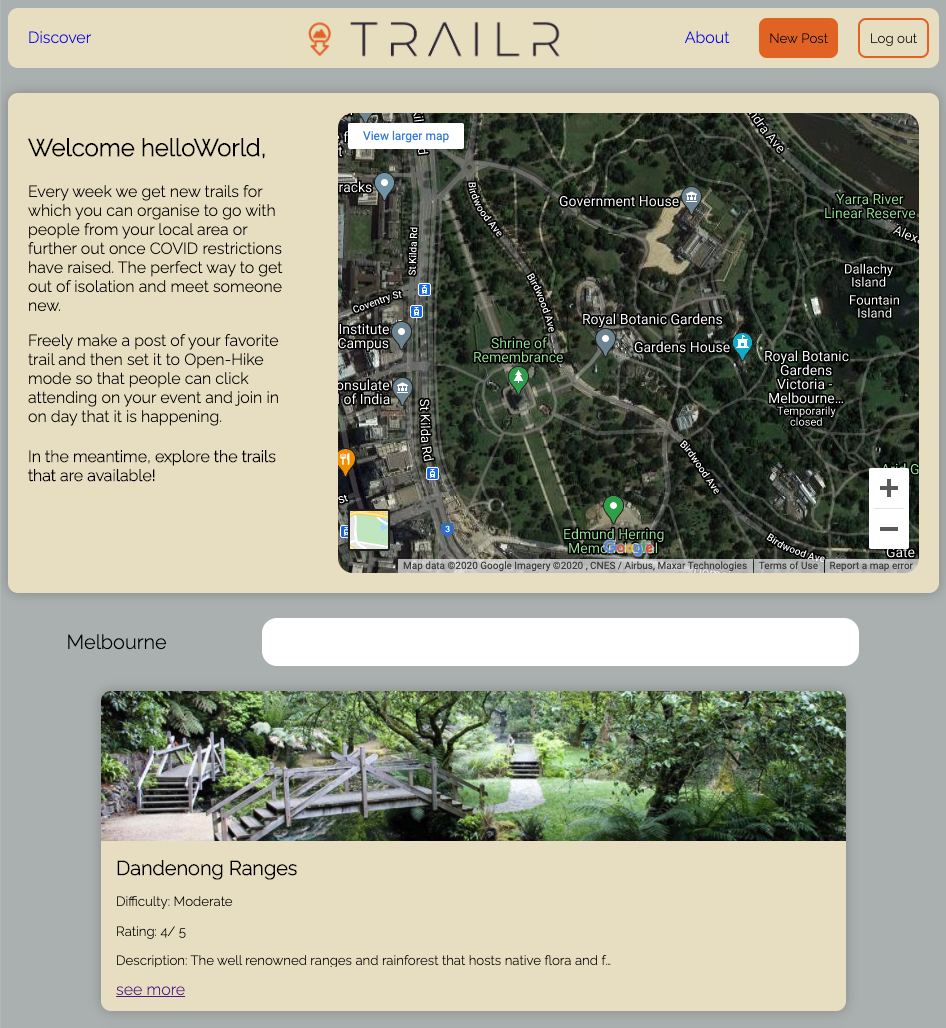 Discover
TRAILR
About
New Post
Log out
Welcome helloWorld,
Every week we get new trails for
which you can organise to go with
people from your local area or
further out once COVID restrictions
have raised. The perfect way to get
out of isolation and meet someone
new.
Freely make a post of your favorite
trail and then set it to Open-Hike
mode so that people can click
attending on your event and join in
on day that it is happening.
In the meantime, explore the trails
that are available!
View larger map
racks
Government House
Yarra River
Linear Reserve
Alex
St Kilda Rd
Birdwood Ave
Dallachy
Island
Fountain
Island
Coventry St
Birdwood Ave
Institute
Campus
Royal Botanic Gardens
Gardens House
Shrine of
Remembrance
Royal Botanic
Gardens
Victoria -
Melbourne...
Temporarily
closed
onsulate
of India
St Kilda Rd
Birdwood Ave
St
3
Edmund Herring
Google
Birdwood Ave
Gate
Map data ©2020 Google Imagery ©2020 , CNES / Airbus, Maxar Technologies
Terms of Use
Report a map error
Melbourne
Dandenong Ranges
Difficulty: Moderate
Rating: 4/ 5
Description: The well renowned ranges and rainforest that hosts native flora and f...
see more